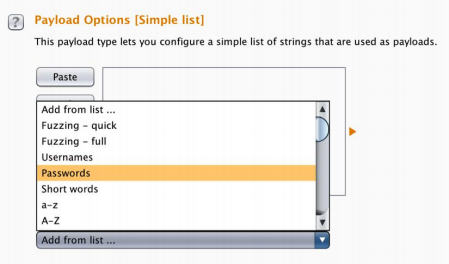 ?
Payload Options [Simple list]
This payload type lets you configure a simple list of strings that are used as payloads.
Paste
Add from list ...
Fuzzing - quick
Fuzzing - full
Usernames
Passwords
Short words
a-z
A-Z
Add from list ...